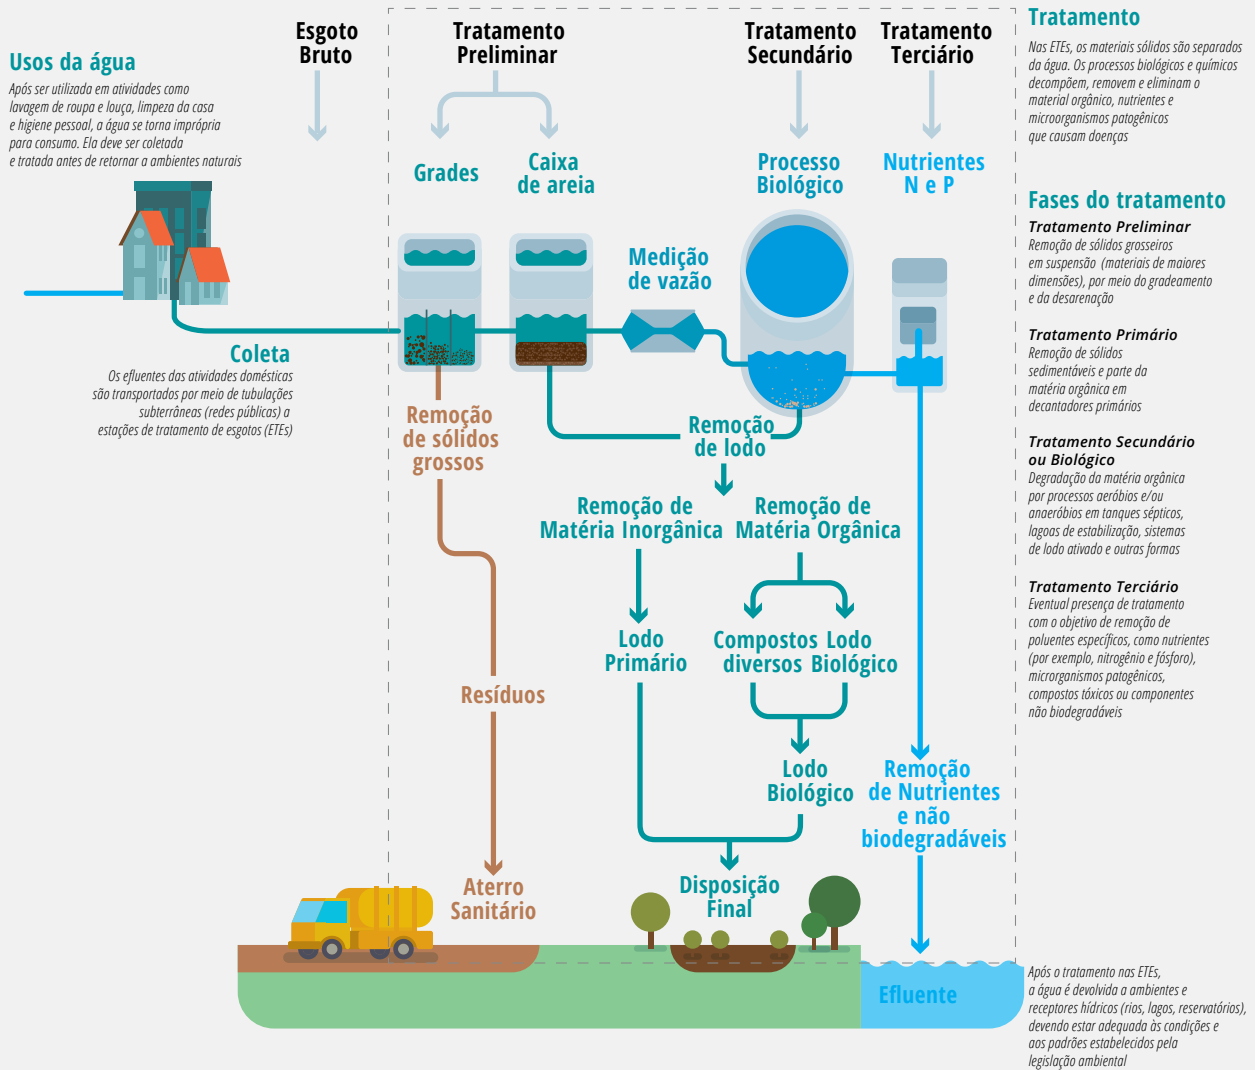 Usos da água
Após ser utilizada em atividades como
lavagem de roupa e louça, limpeza da casa
e higiene pessoal, a água se torna imprópria
para consumo. Ela deve ser coletada
e tratada antes de retornar a ambientes naturais
Coleta
Os efluentes das atividades domésticas
são transportados por meio de tubulações
subterrâneas (redes públicas) a
estações de tratamento de esgotos (ETEs)
Esgoto
Bruto
Tratamento
Preliminar
Tratamento
Secundário
Tratamento
Terciário
Grades
Caixa
de areia
Medição
de vazão
Processo
Biológico
Nutrientes
N e P
Remoção
de sólidos
grossos
Resíduos
Aterro
Sanitário
Remoção
de lodo
Remoção de
Matéria Inorgânica
Remoção de
Matéria Orgânica
Lodo
Primário
Compostos
diversos
Lodo
Biológico
Lodo
Biológico
Disposição
Final
Remoção
de Nutrientes
e não
biodegradáveis
Efluente
Tratamento
Nas ETEs, os materiais sólidos são separados
da água. Os processos biológicos e químicos
decompõem, removem e eliminam o
material orgânico, nutrientes e
microorganismos patogênicos
que causam doenças
Fases do tratamento
Tratamento Preliminar
Remoção de sólidos grosseiros
em suspensão (materiais de maiores
dimensões), por meio do gradeamento
e da desarenação
Tratamento Primário
Remoção de sólidos
sedimentáveis e parte da
matéria orgânica em
decantadores primários
Tratamento Secundário
ou Biológico
Degradação da matéria orgânica
por processos aeróbios e/ou
anaeróbios em tanques sépticos,
lagoas de estabilização, sistemas
de lodo ativado e outras formas
Tratamento Terciário
Eventual presença de tratamento
com o objetivo de remoção de
poluentes específicos, como nutrientes
(por exemplo, nitrogênio e fósforo),
microrganismos patogênicos,
compostos tóxicos ou componentes
não biodegradáveis
Após o tratamento nas ETEs,
a água é devolvida a ambientes e
receptores hídricos (rios, lagos, reservatórios),
devendo estar adequada às condições e
aos padrões estabelecidos pela
legislação ambiental